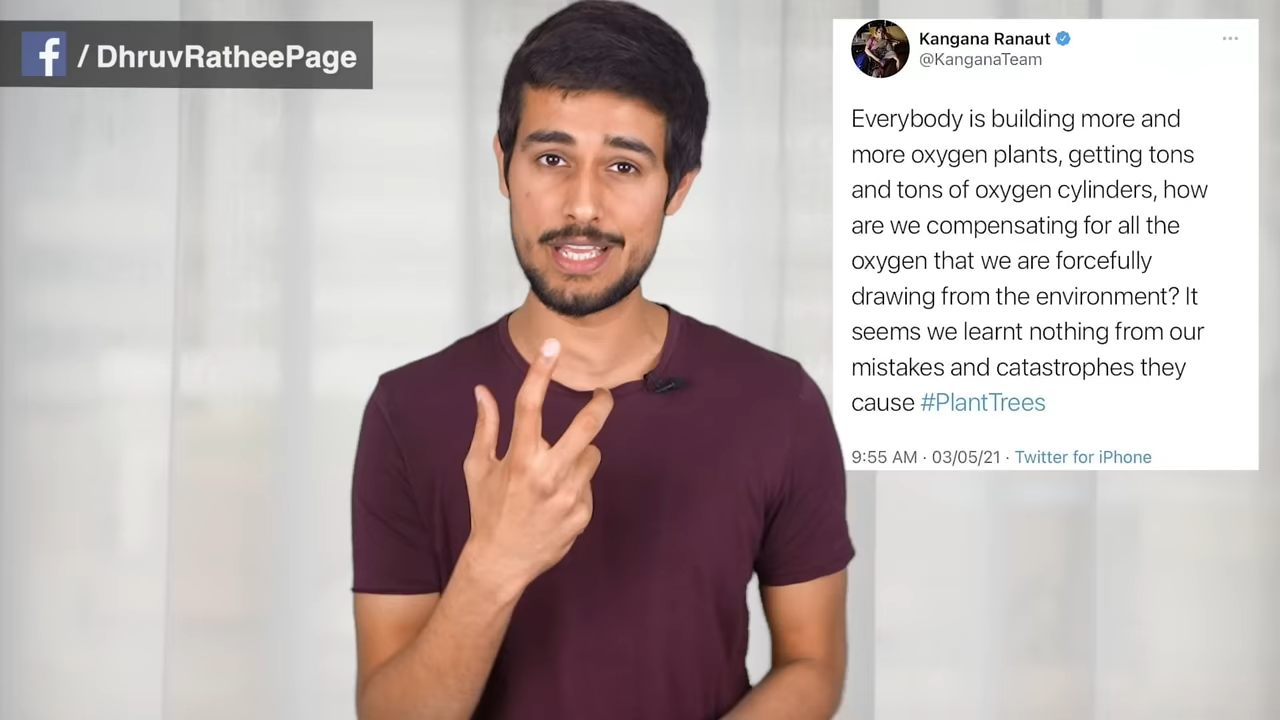 f / DhruvRatheePage
Kangana Ranaut
@KanganaTeam
Everybody is building more and
more oxygen plants, getting tons
and tons of oxygen cylinders, how
are we compensating for all the
oxygen that we are forcefully
drawing from the environment? It
seems we learnt nothing from our
mistakes and catastrophes they
cause #PlantTrees
9:55 AM · 03/05/21 · Twitter for iPhone